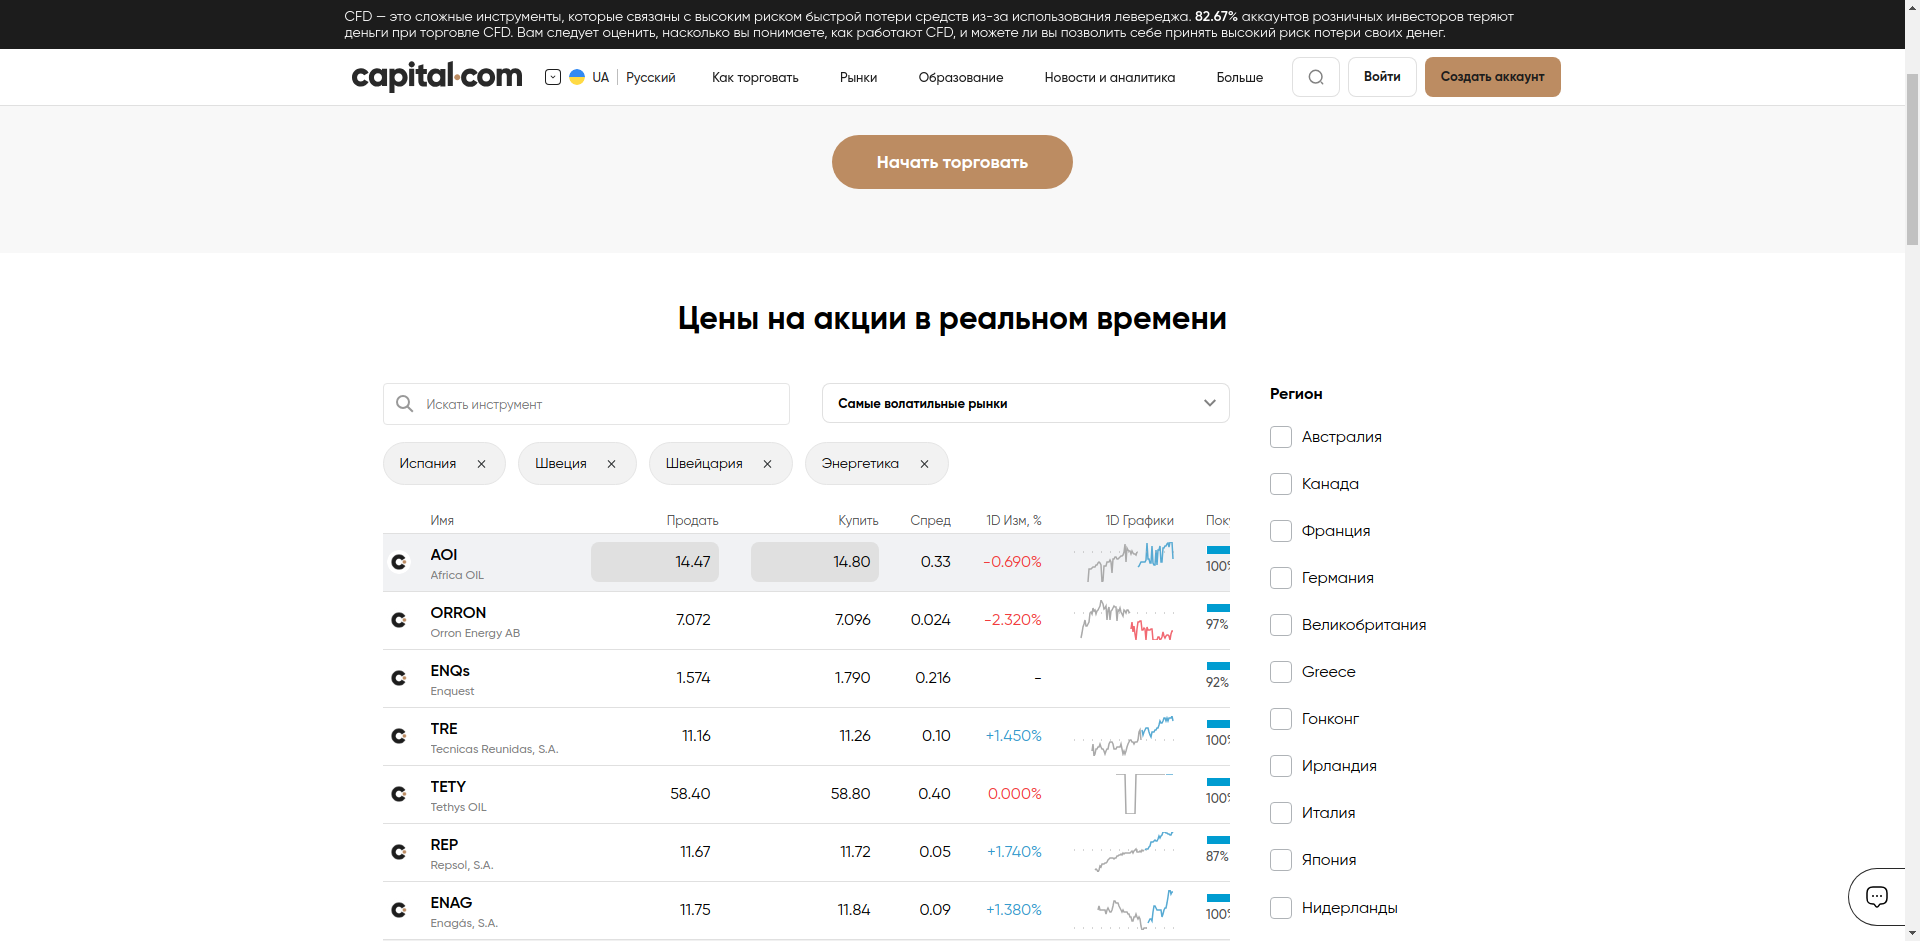 CFD — это сложные инструменты, которые связаны с высоким риском быстрой потери средств из-за использования левереджа. 82.67% аккаунтов розничных инвесторов теряют
деньги при торговле CFD. Вам следует оценить, насколько вы понимаете, как работают CFD, и можете ли вы позволить себе принять высокий риск потери своих денег.
capital.com UA Русский Как торговать Рынки Образование Новости и аналитика Больше Войти Создать аккаунт
Начать торговать
Цены на акции в реальном времени
Искать инструмент
Самые волатильные рынки
Испания Швеция Швейцария Энергетика
Имя Продать Купить Спред 1D Изм, % 1D Графики
AOI 14.47 14.80 0.33 -0.690% 100%
Africa OIL
ORRON 7.072 7.096 0.024 -2.320% 97%
Orron Energy AB
ENQs 1.574 1.790 0.216 - 92%
Enquest
TRE 11.16 11.26 0.10 +1.450% 100%
Tecnicas Reunidas, S.A.
TETY 58.40 58.80 0.40 0.000% 100%
Tethys OIL
REP 11.67 11.72 0.05 +1.740% 87%
Repsol, S.A.
ENAG 11.75 11.84 0.09 +1.380% 100%
Enagás, S.A.
Регион
Австралия
Канада
Франция
Германия
Великобритания
Greece
Гонконг
Ирландия
Италия
Япония
Нидерланды